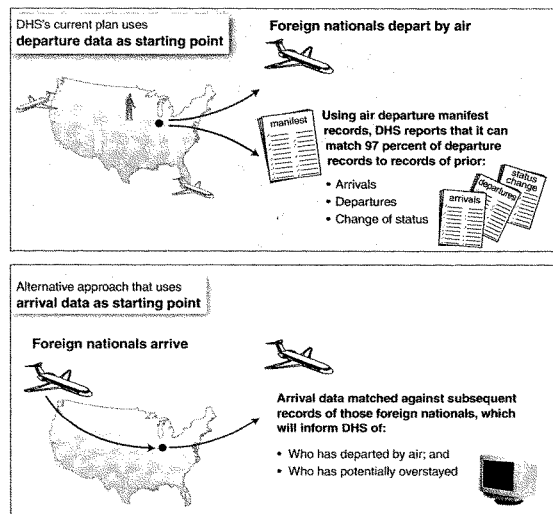 DHS's current plan uses
departure data as starting point
Foreign nationals depart by air
manifest
Using air departure manifest
records, DHS reports that it can
match 97 percent of departure
records to records of prior:
• Arrivals
• Departures
• Change of status
arrivals
departures
status
change
Alternative approach that uses
arrival data as starting point
Foreign nationals arrive
Arrival data matched against subsequent
records of those foreign nationals, which
will inform DHS of:
• Who has departed by air; and
• Who has potentially overstayed